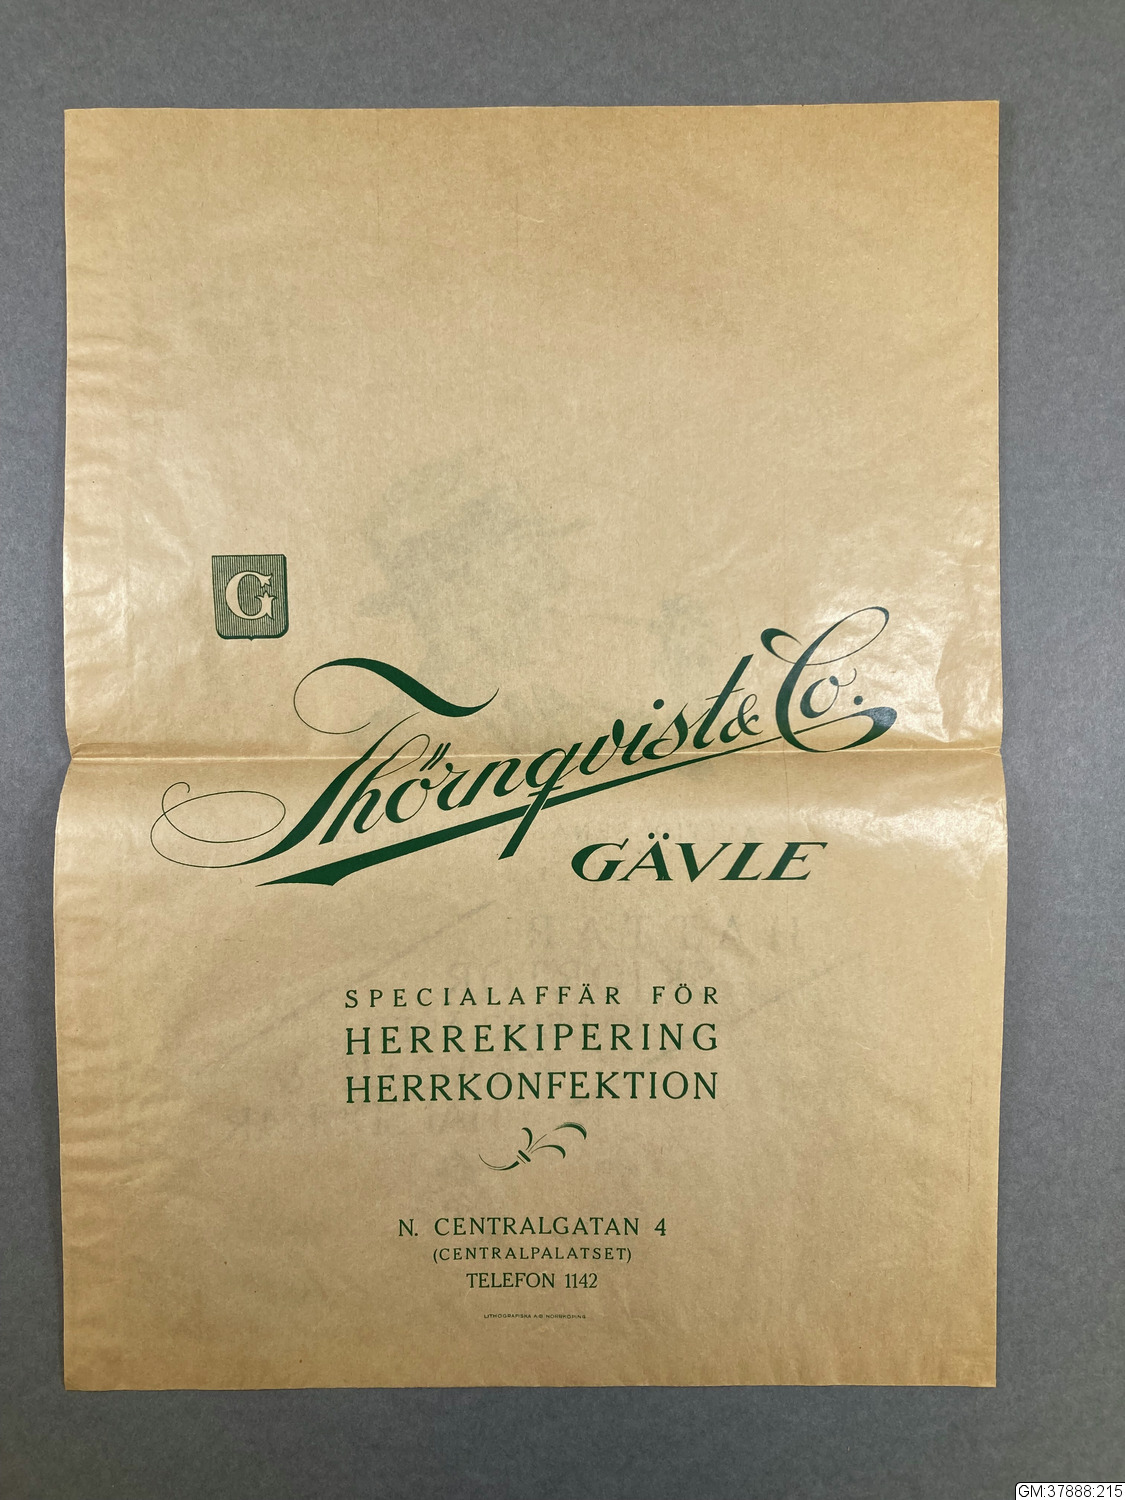 G
Thörnqvist & Co.
GÄVLE
SPECIALAFFÄR FÖR
HERREKIPERING
HERRKONFEKTION
N. CENTRALGATAN 4
(CENTRALPALATSET)
TELEFON 1142
LITHOGRAFISKA A.B. NORRKÖPING
GM:37888:215